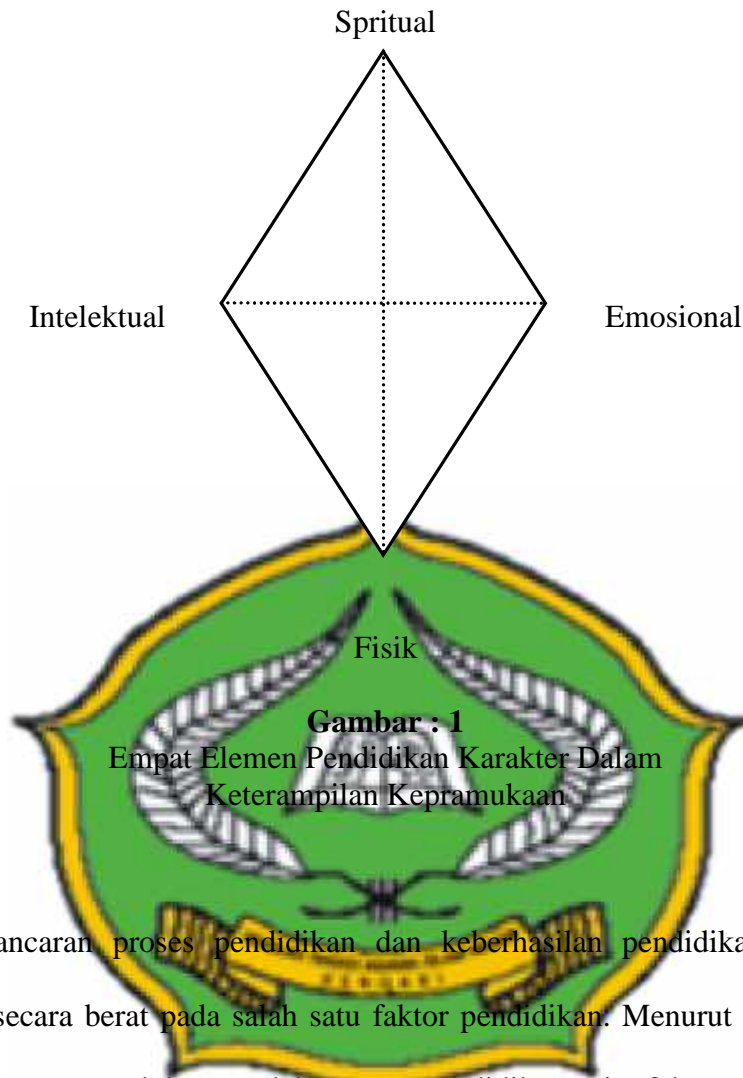 Spritual
Intelektual Emosional
Fisik
Gambar : 1
Empat Elemen Pendidikan Karakter Dalam
Keterampilan Kepramukaan
ancaran proses pendidikan dan keberhasilan pendidika
secara berat pada salah satu faktor pendidikan. Menurut